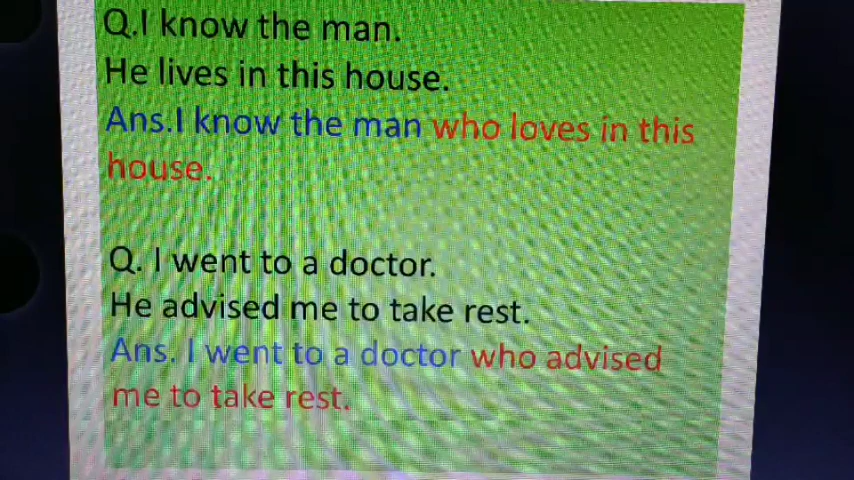 Q.I know the man.
He lives in this house.
Ans.I know the man who loves in this
house.
Q. I went to a doctor.
He advised me to take rest.
Ans. I went to a doctor who advised
me to take rest.